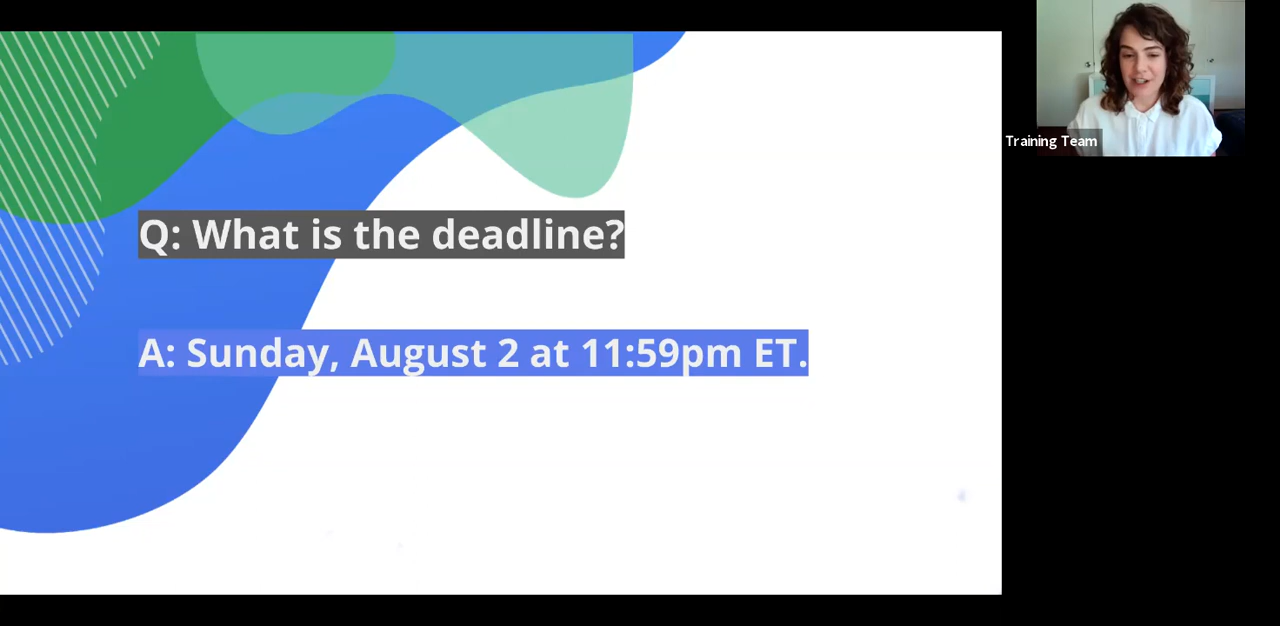 Q: What is the deadline?
A: Sunday, August 2 at 11:59pm ET.
Training Team